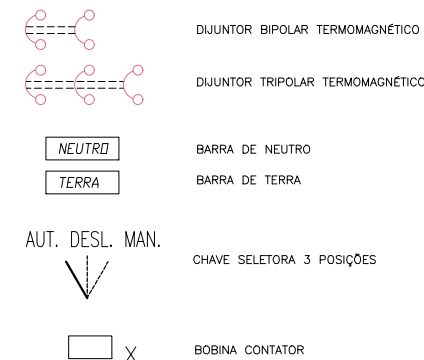 DIJUNTOR BIPOLAR TERMOMAGNÉTICO
DIJUNTOR TRIPOLAR TERMOMAGNÉTICO
NEUTRO BARRA DE NEUTRO
TERRA BARRA DE TERRA
AUT. DESL. MAN.
CHAVE SELETORA 3 POSIÇÕES
X BOBINA CONTATOR